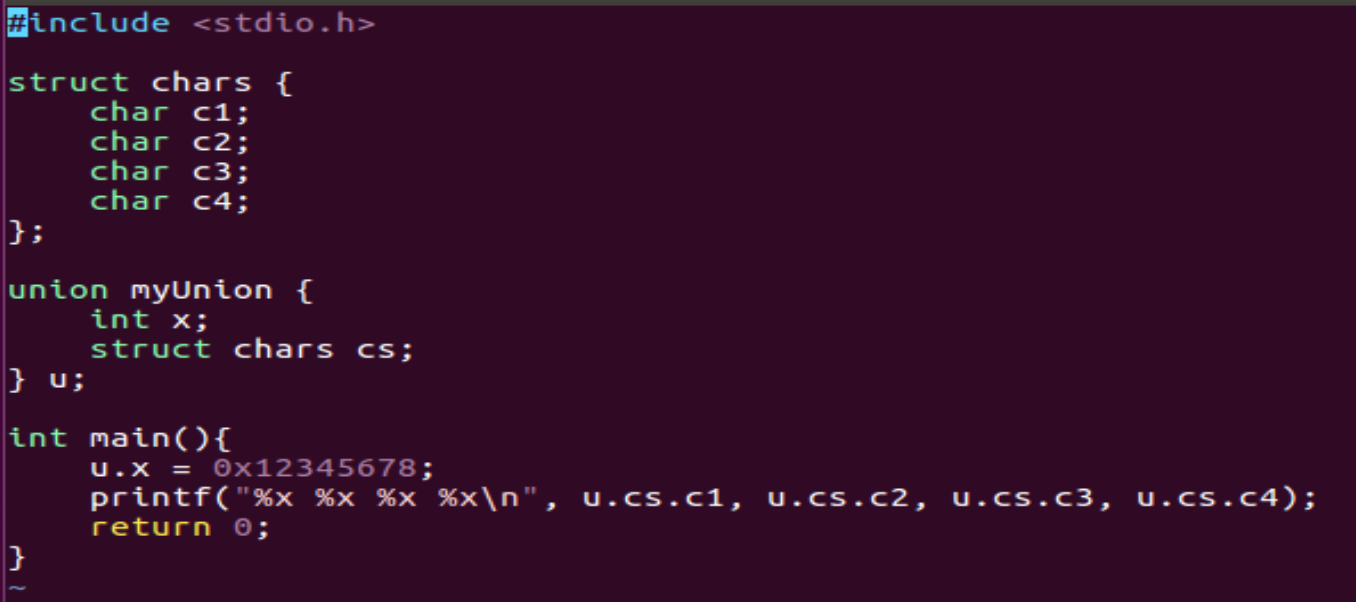 #include <stdio.h>

struct chars {
    char c1;
    char c2;
    char c3;
    char c4;
};

union myUnion {
    int x;
    struct chars cs;
} u;

int main(){
    u.x = 0x12345678;
    printf("%x %x %x %x\n", u.cs.c1, u.cs.c2, u.cs.c3, u.cs.c4);
    return 0;
}
~